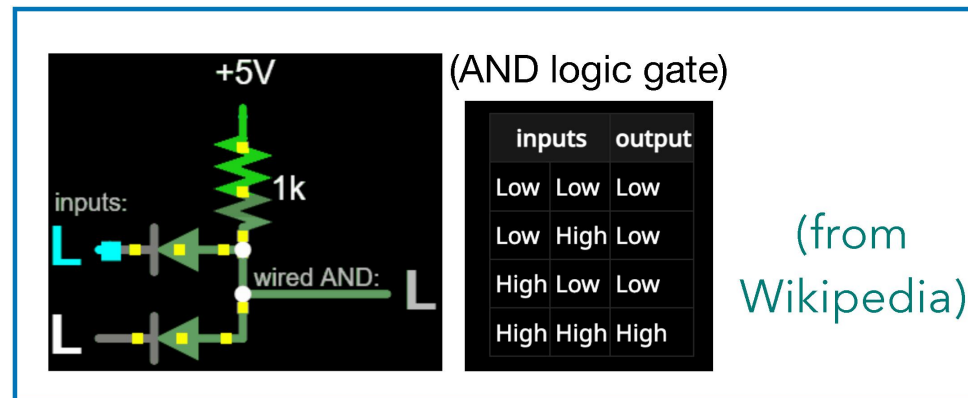 +5V
1k
inputs:
L
wired AND:
L
L
(AND logic gate)
inputs output
Low Low Low
Low High Low
High Low Low
High High High
(from
Wikipedia)